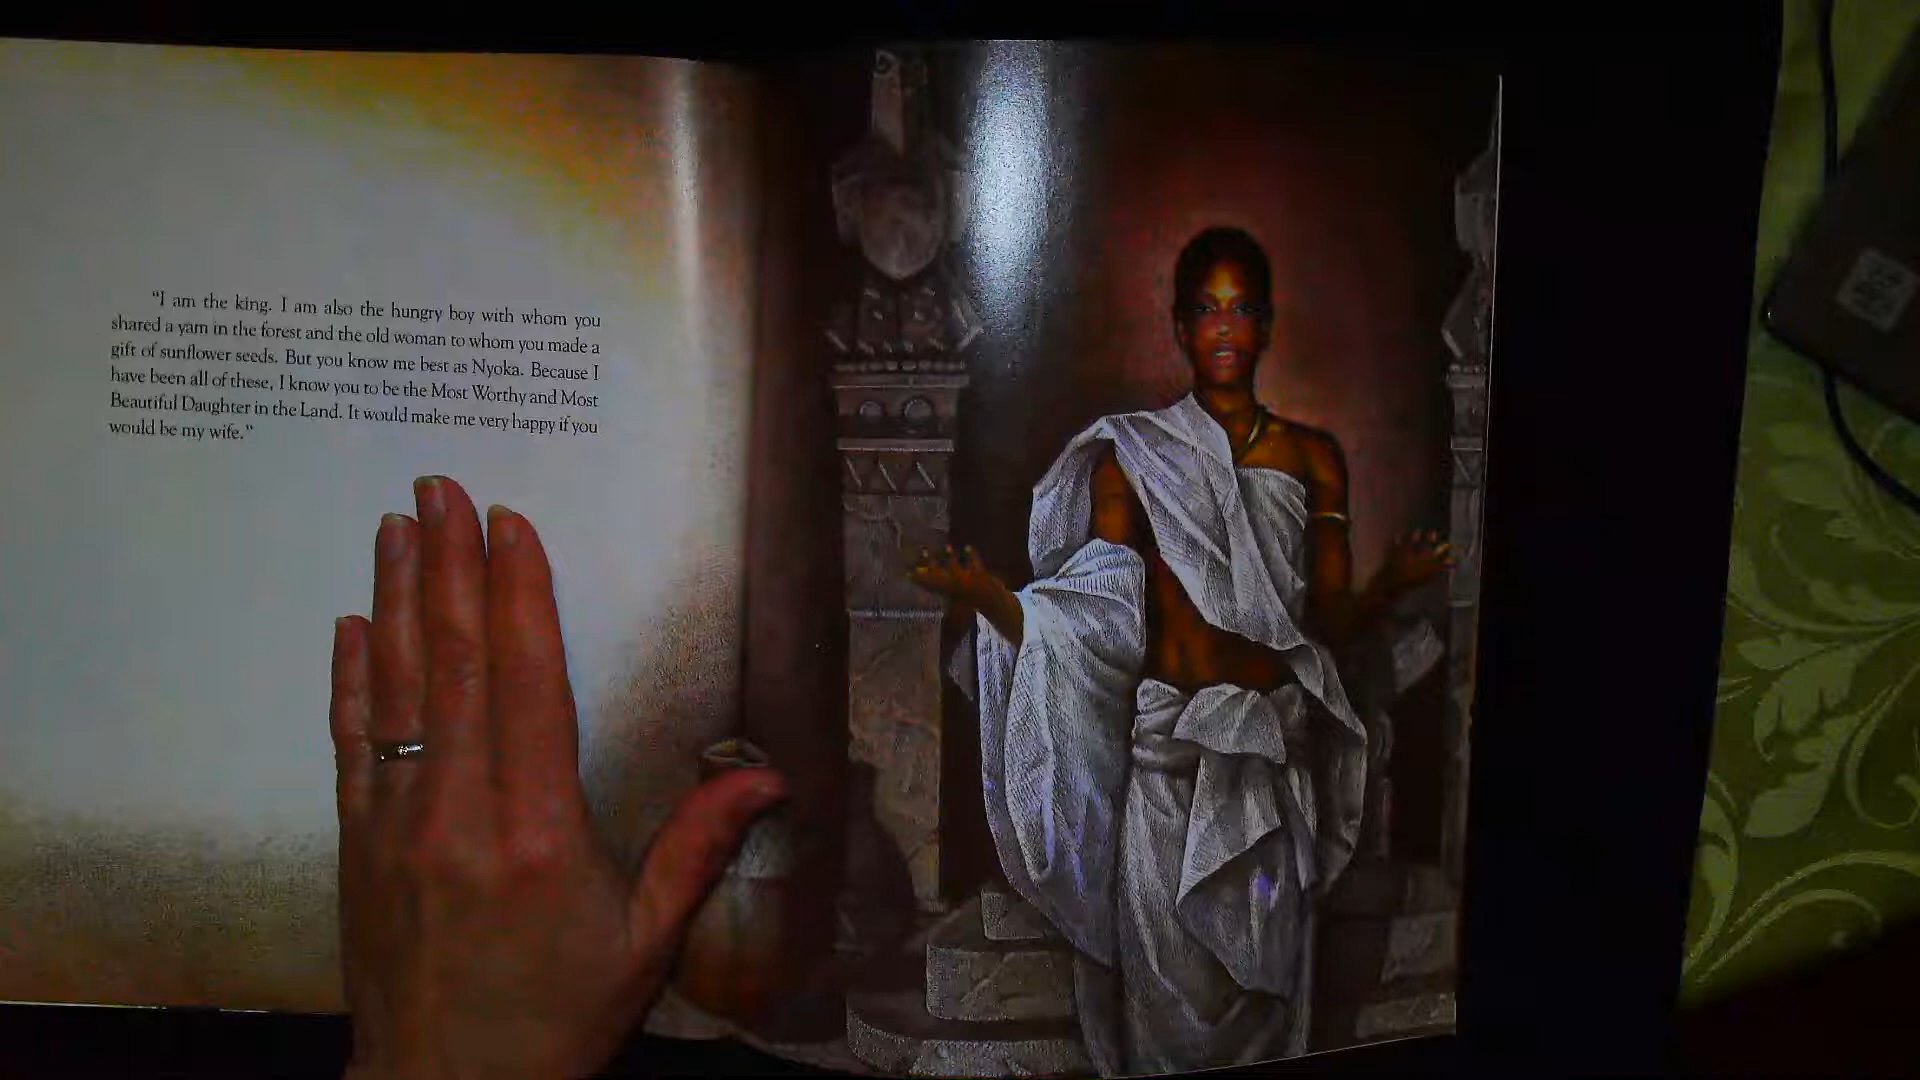 “I am the king. I am also the hungry boy with whom you
shared a yam in the forest and the old woman to whom you made a
gift of sunflower seeds. But you know me best as Nyoka. Because I
have been all of these, I know you to be the Most Worthy and Most
Beautiful Daughter in the Land. It would make me very happy if you
would be my wife.”